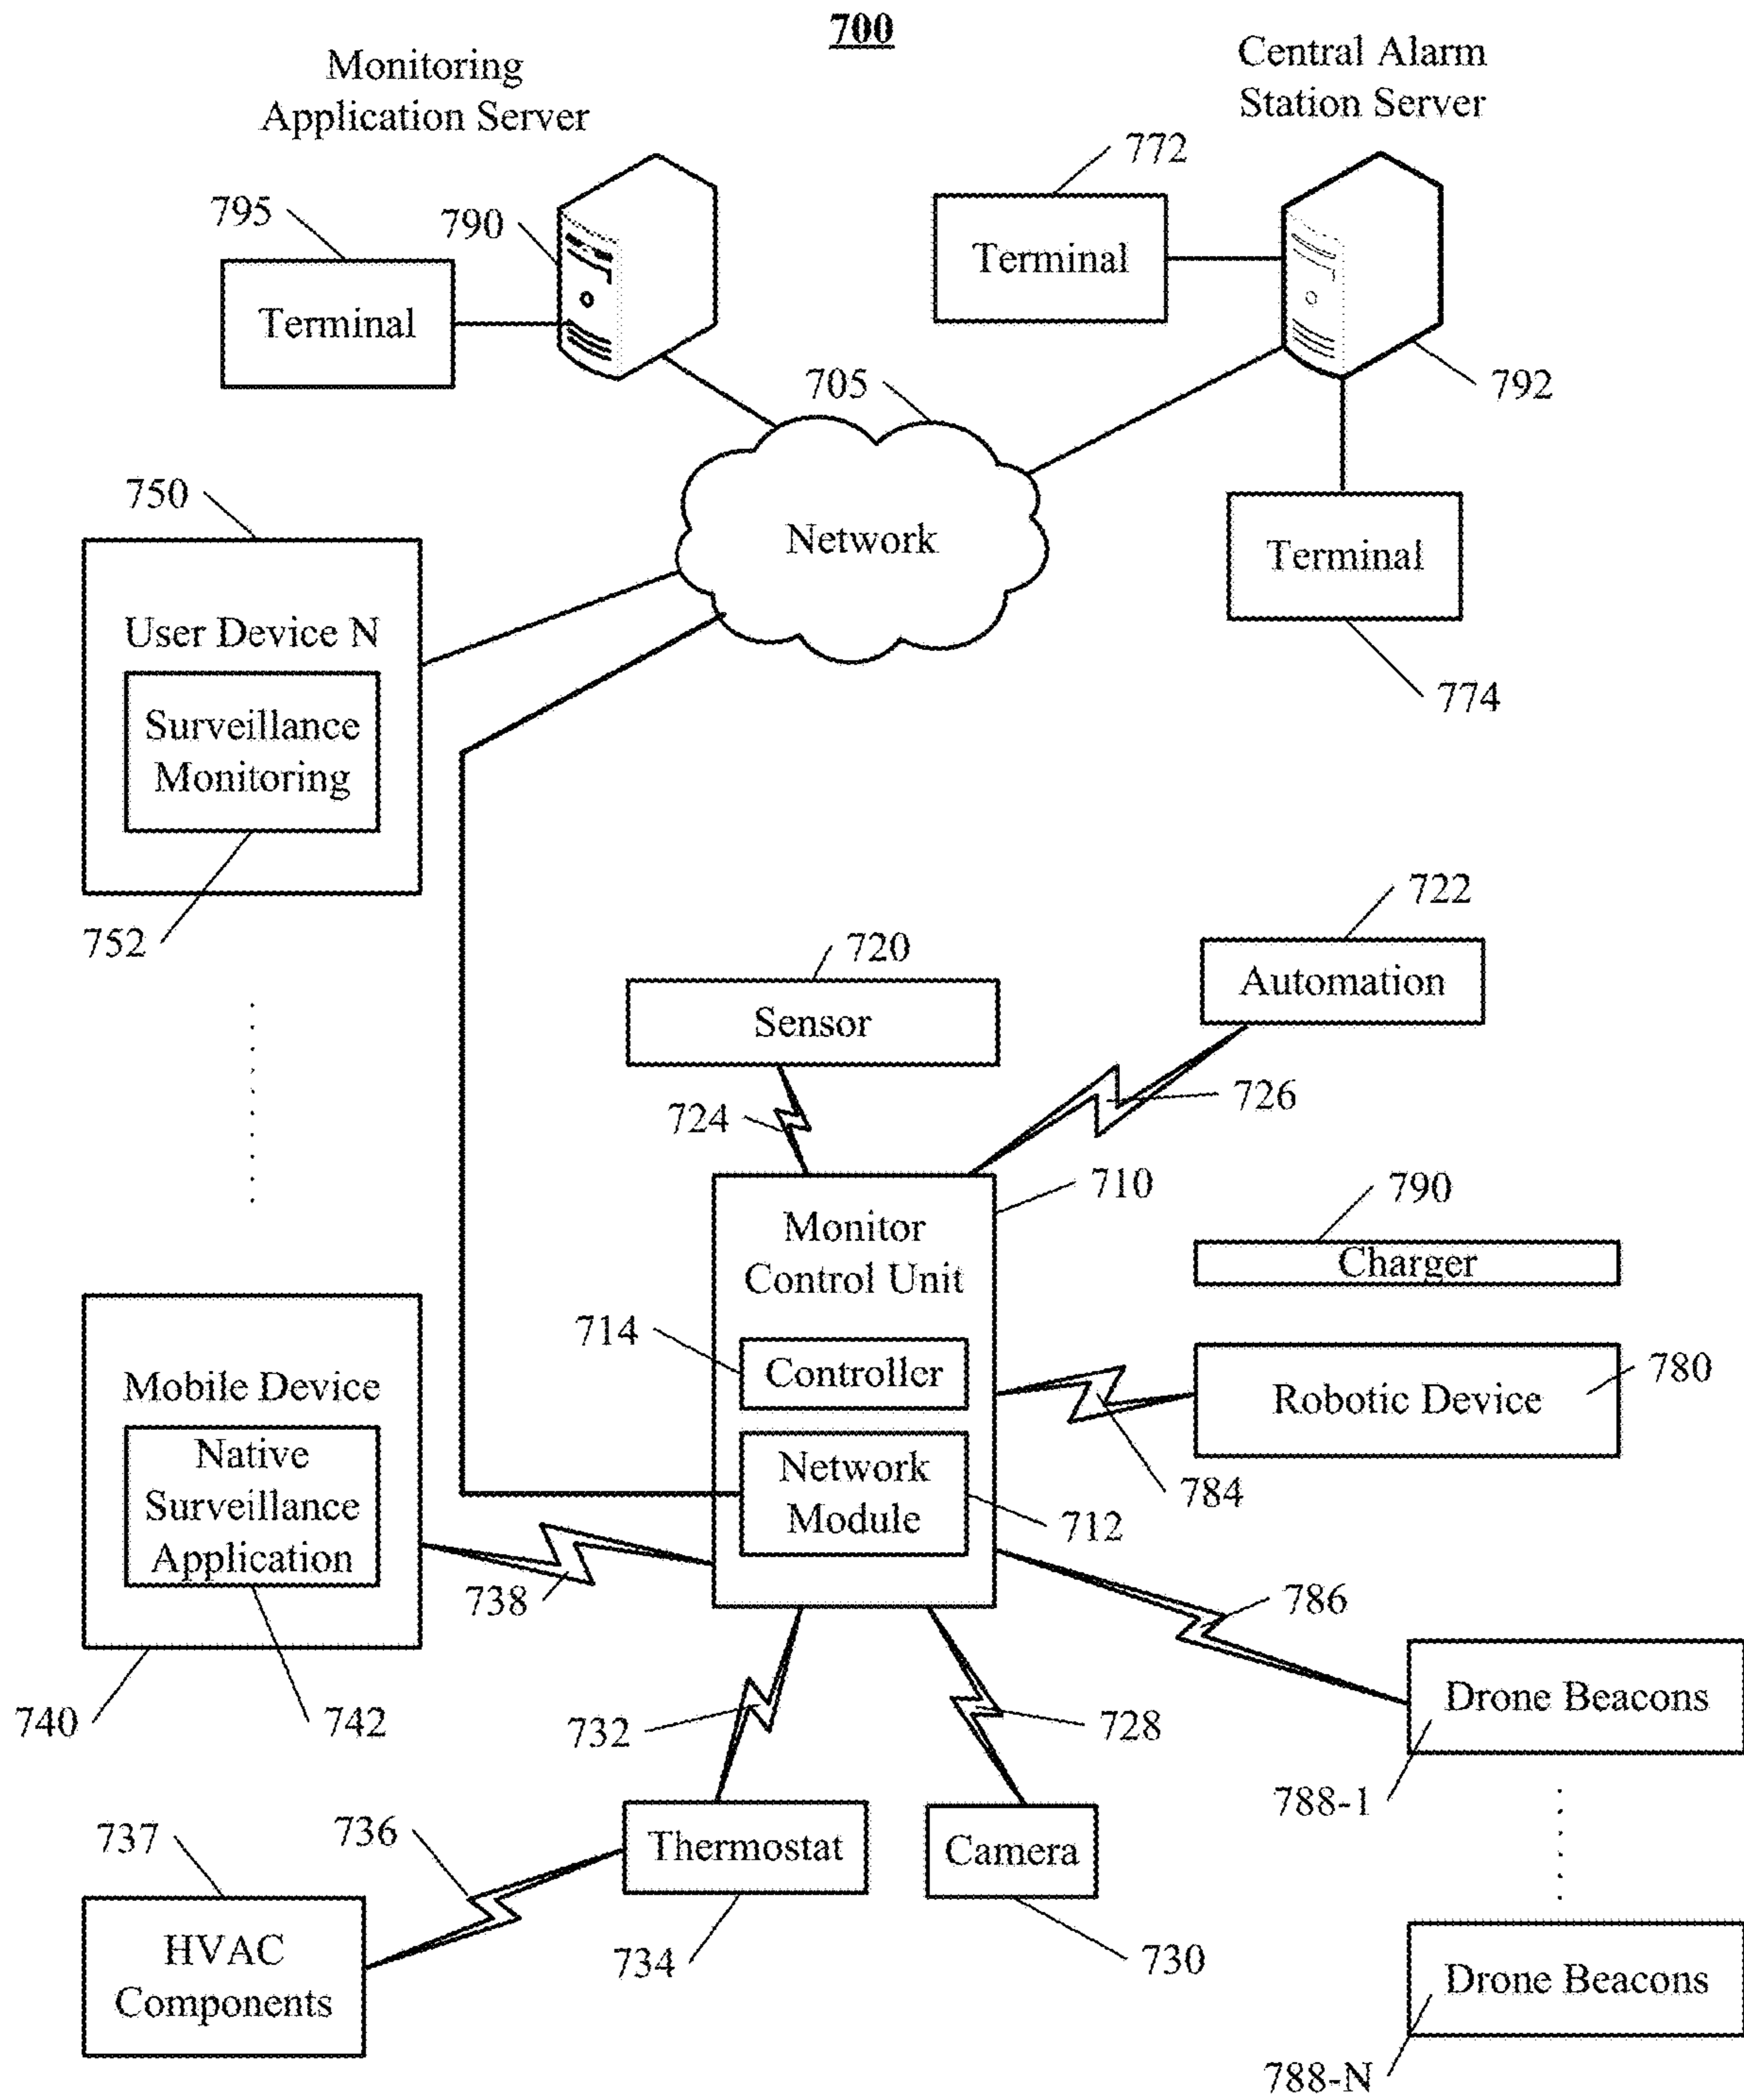 700
Monitoring
Application Server
Central Alarm
Station Server
772
795
790
Terminal
Terminal
705
792
750
Network
Terminal
User Device N
Surveillance
Monitoring
774
752
722
720
Automation
Sensor
724
726
710
790
Monitor
Control Unit
Charger
714
Controller
780
Mobile Device
Robotic Device
Native
Surveillance
Application
Network
Module
784
712
738
786
740
742
732
728
Drone Beacons
788-1
737
736
Thermostat
Camera
HVAC
Components
734
730
Drone Beacons
788-N